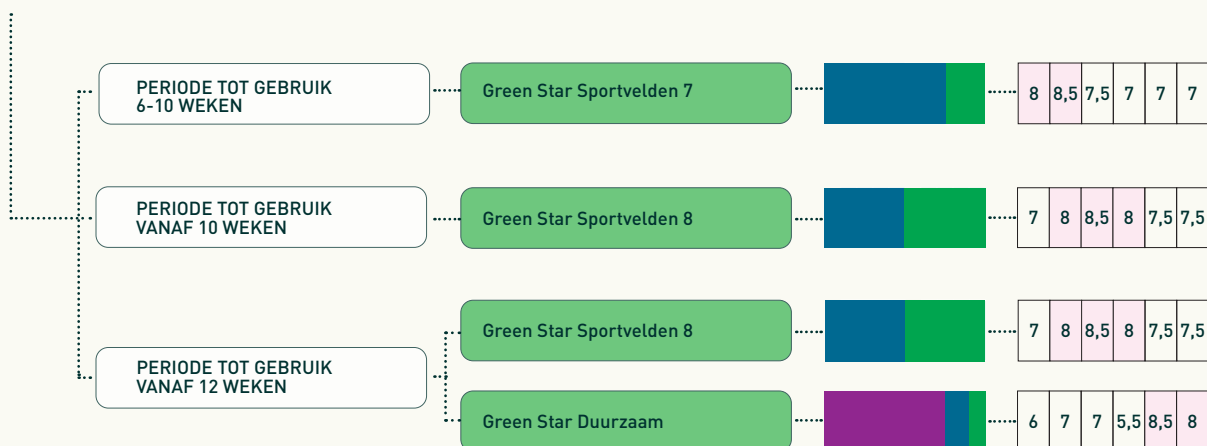 PERIODE TOT GEBRUIK
6-10 WEKEN
Green Star Sportvelden 7
8 8,5 7,5 7 7 7
PERIODE TOT GEBRUIK
VANAF 10 WEKEN
Green Star Sportvelden 8
7 8 8,5 8 7,5 7,5
PERIODE TOT GEBRUIK
VANAF 12 WEKEN
Green Star Sportvelden 8
7 8 8,5 8 7,5 7,5
Green Star Duurzaam
6 7 7 5,5 8,5 8